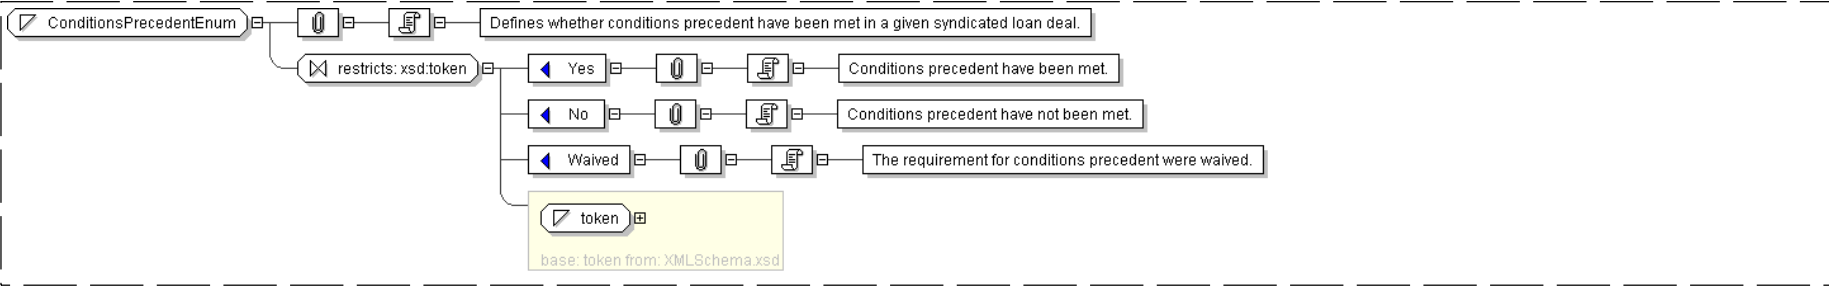 ConditionsPrecedentEnum
Defines whether conditions precedent have been met in a given syndicated loan deal.
restricts: xsd:token
Yes
Conditions precedent have been met.
No
Conditions precedent have not been met.
Waived
The requirement for conditions precedent were waived.
token
base: token from: XMLSchema.xsd